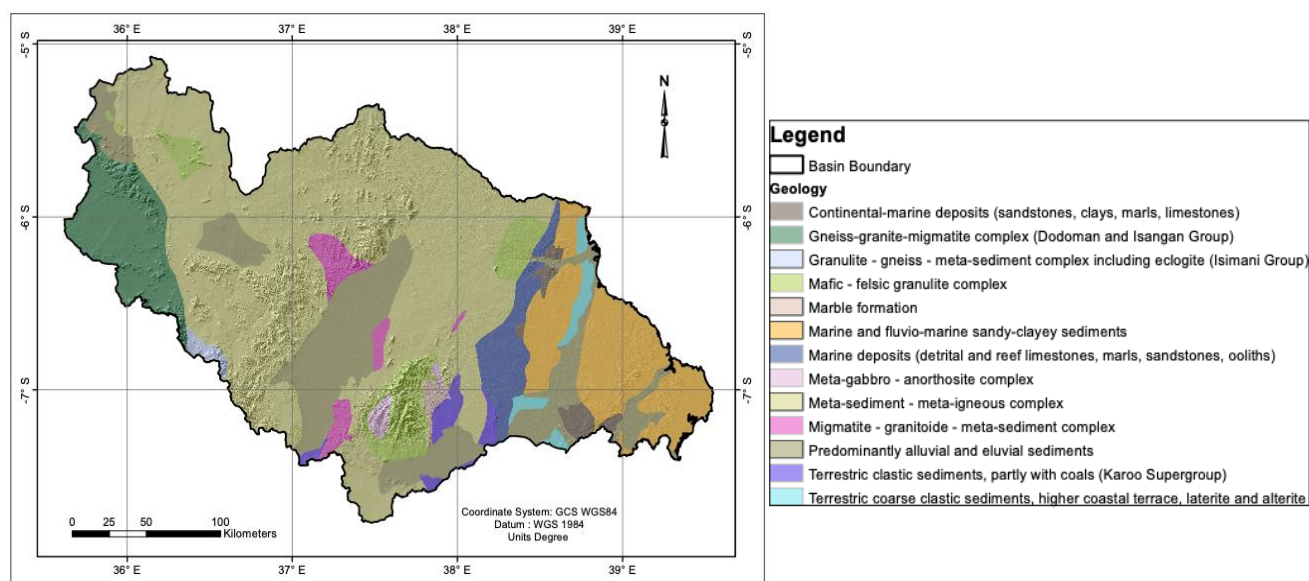 36° E 37° E 38° E 39° E
-5° S -5° S
N
-6° S -6° S
-7° S -7° S
0 25 50 100
Kilometers
Coordinate System: GCS WGS84
Datum : WGS 1984
Units Degree
36° E 37° E 38° E 39° E
Legend
Basin Boundary
Geology
Continental-marine deposits (sandstones, clays, marls, limestones)
Gneiss-granite-migmatite complex (Dodoman and Isangan Group)
Granulite - gneiss - meta-sediment complex including eclogite (Isimani Group)
Mafic - felsic granulite complex
Marble formation
Marine and fluvio-marine sandy-clayey sediments
Marine deposits (detrital and reef limestones, marls, sandstones, ooliths)
Meta-gabbro - anorthosite complex
Meta-sediment - meta-igneous complex
Migmatite - granitoide - meta-sediment complex
Predominantly alluvial and eluvial sediments
Terrestric clastic sediments, partly with coals (Karoo Supergroup)
Terrestric coarse clastic sediments, higher coastal terrace, laterite and alterite